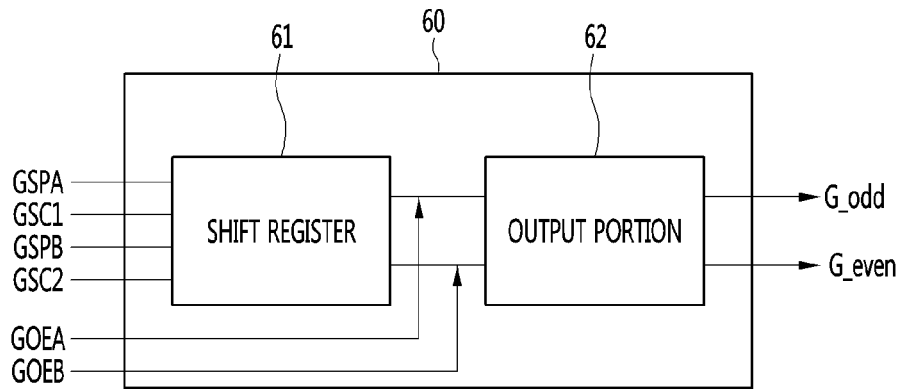 60
61
62
GSPA
GSC1
GSPB
GSC2
GOEA
GOEB
SHIFT REGISTER
OUTPUT PORTION
G_odd
G_even